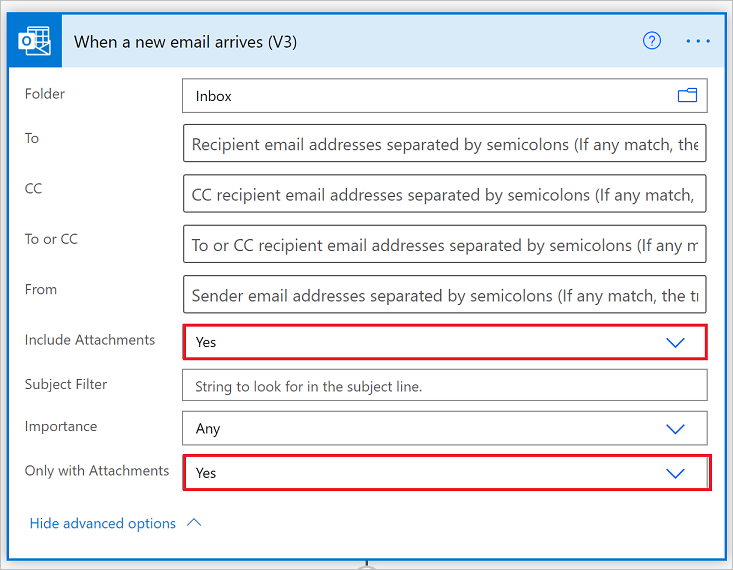 When a new email arrives (V3)
Folder
Inbox
To
Recipient email addresses separated by semicolons (If any match, the
CC
CC recipient email addresses separated by semicolons (If any match,
To or CC
To or CC recipient email addresses separated by semicolons (If any m
From
Sender email addresses separated by semicolons (If any match, the tr
Include Attachments
Yes
Subject Filter
String to look for in the subject line.
Importance
Any
Only with Attachments
Yes
Hide advanced options